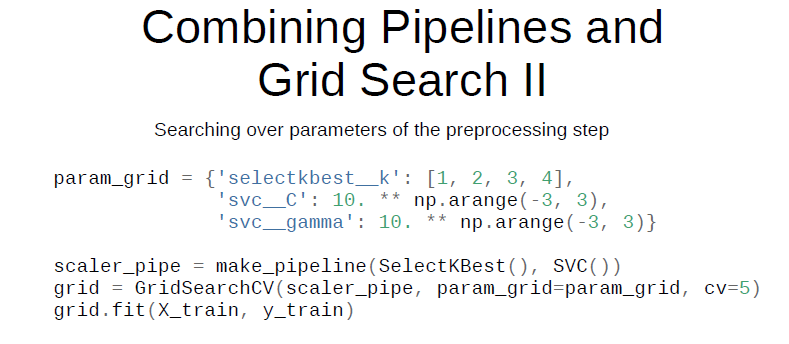 Combining Pipelines and
Grid Search II
Searching over parameters of the preprocessing step
param_grid = {'selectkbest__k': [1, 2, 3, 4],
              'svc__C': 10. ** np.arange(-3, 3),
              'svc__gamma': 10. ** np.arange(-3, 3)}
scaler_pipe = make_pipeline(SelectKBest(), SVC())
grid = GridSearchCV(scaler_pipe, param_grid=param_grid, cv=5)
grid.fit(X_train, y_train)